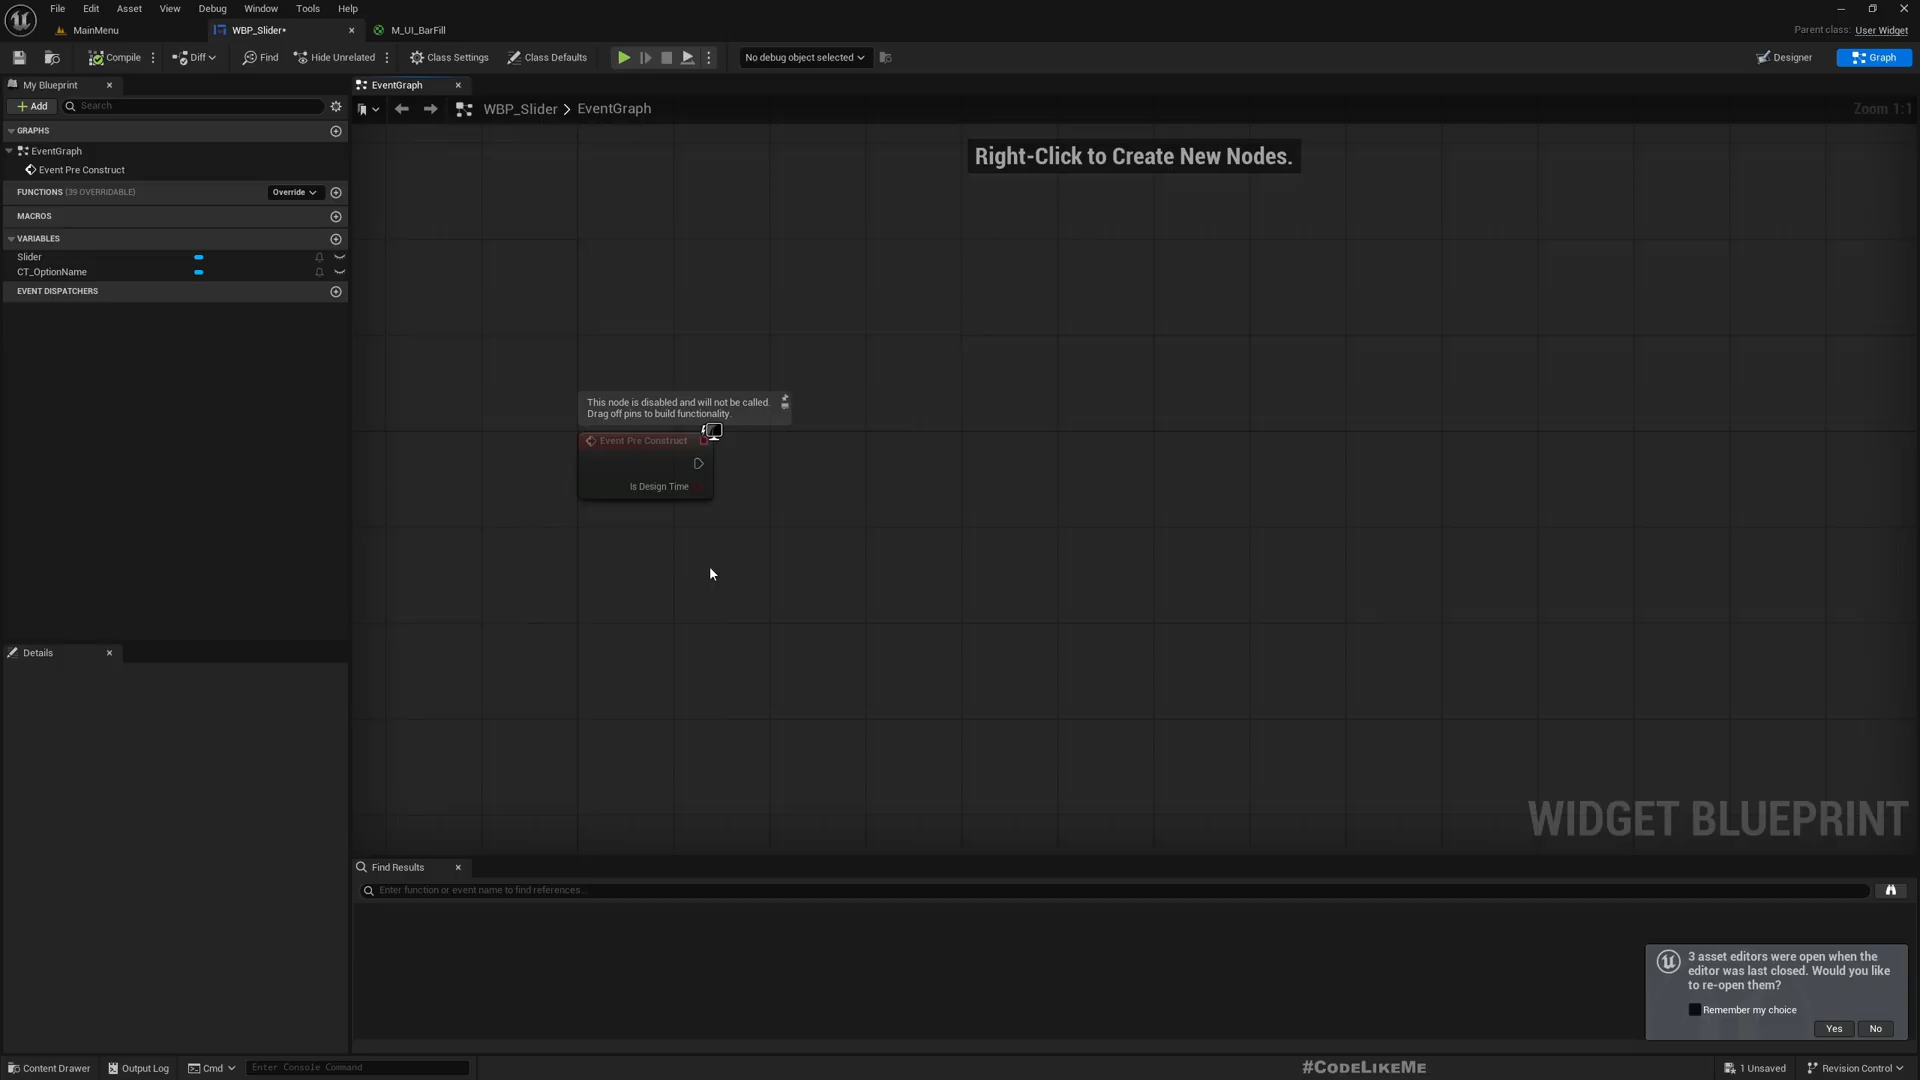 File Edit Asset View Debug Window Tools Help
MainMenu WBP_Slider• M_UI_BarFill
Parent class: User Widget
Compile Diff Find Hide Unrelated Class Settings Class Defaults No debug object selected Designer Graph
My Blueprint
EventGraph
Add Search
WBP_Slider > EventGraph
Zoom 1:1
GRAPHS
EventGraph
Event Pre Construct
FUNCTIONS (39 OVERRIDABLE) Override
MACROS
VARIABLES
Slider
CT_OptionName
EVENT DISPATCHERS
Right-Click to Create New Nodes.
This node is disabled and will not be called.
Drag off pins to build functionality.
Event Pre Construct
Is Design Time
WIDGET BLUEPRINT
Details
Find Results
Enter function or event name to find references...
3 asset editors were open when the
editor was last closed. Would you like
to re-open them?
Remember my choice
Yes No
Content Drawer Output Log Cmd Enter Console Command
#CODELIKEME
1 Unsaved Revision Control